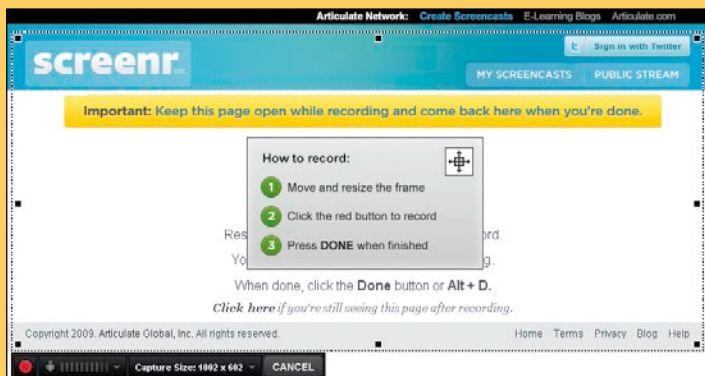 Articulate Network: Create Screencasts E-Learning Blogs Articulate.com
screenr
Sign in with Twitter
MY SCREENCASTS PUBLIC STREAM
Important: Keep this page open while recording and come back here when you're done.
How to record:
1 Move and resize the frame
2 Click the red button to record
3 Press DONE when finished
Res
ord.
Yo
g.
When done, click the Done button or Alt + D.
Click here if you're still seeing this page after recording.
Copyright 2009. Articulate Global, Inc. All rights reserved. Home Terms Privacy Blog Help
Capture Size: 1002 x 602 CANCEL